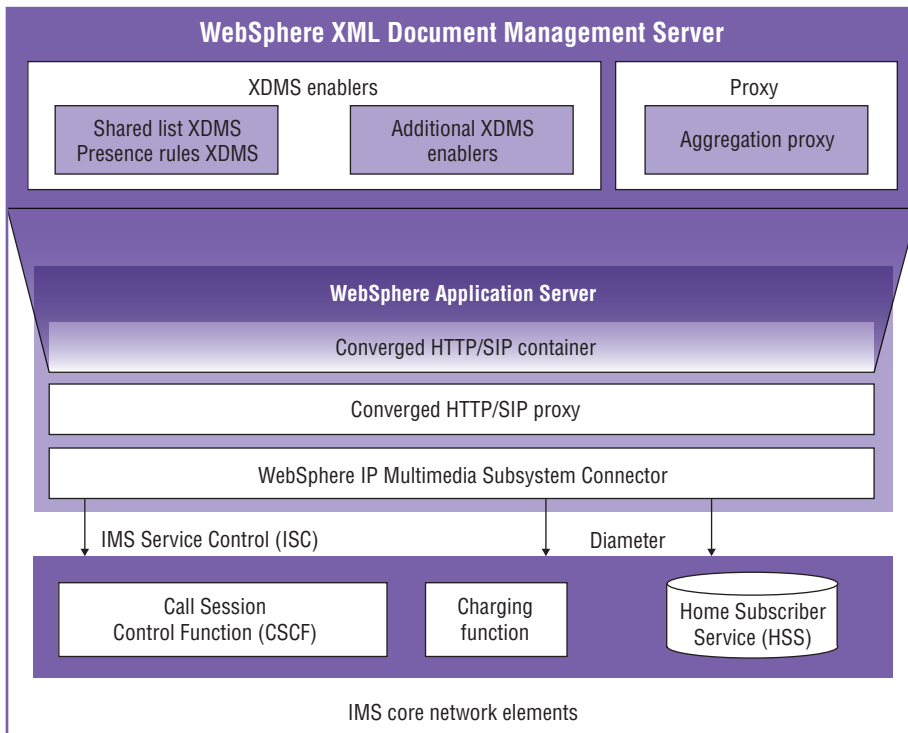 WebSphere XML Document Management Server
XDMS enablers
Shared list XDMS
Presence rules XDMS
Additional XDMS
enablers
Proxy
Aggregation proxy
WebSphere Application Server
Converged HTTP/SIP container
Converged HTTP/SIP proxy
WebSphere IP Multimedia Subsystem Connector
IMS Service Control (ISC)
Diameter
Call Session
Control Function (CSCF)
Charging
function
Home Subscriber
Service (HSS)
IMS core network elements